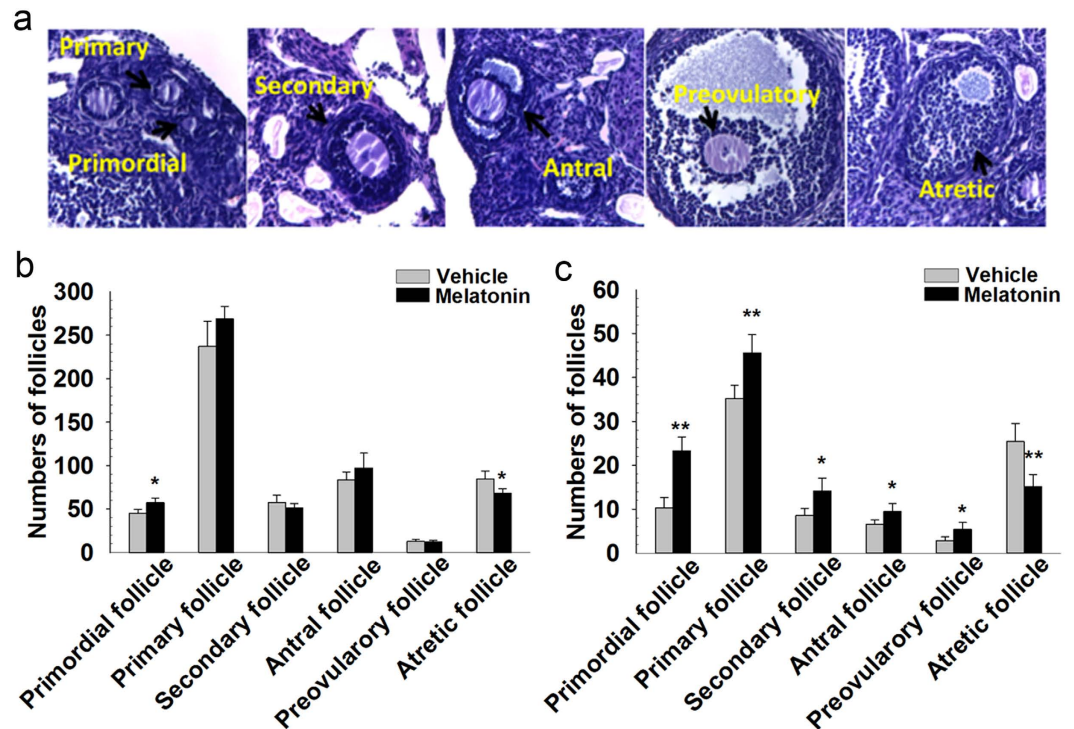 a
Primary
Primordial
Secondary
Antral
Preovulatory
Atretic
b
Vehicle
Melatonin
Numbers of follicles
300
250
200
150
100
50
0
*
*
Primordial follicle
Primary follicle
Secondary follicle
Antral follicle
Preovularory follicle
Atretic follicle
c
Vehicle
Melatonin
Numbers of follicles
60
50
40
30
20
10
0
**
**
*
*
*
**
Primordial follicle
Primary follicle
Secondary follicle
Antral follicle
Preovulatory follicle
Atretic follicle